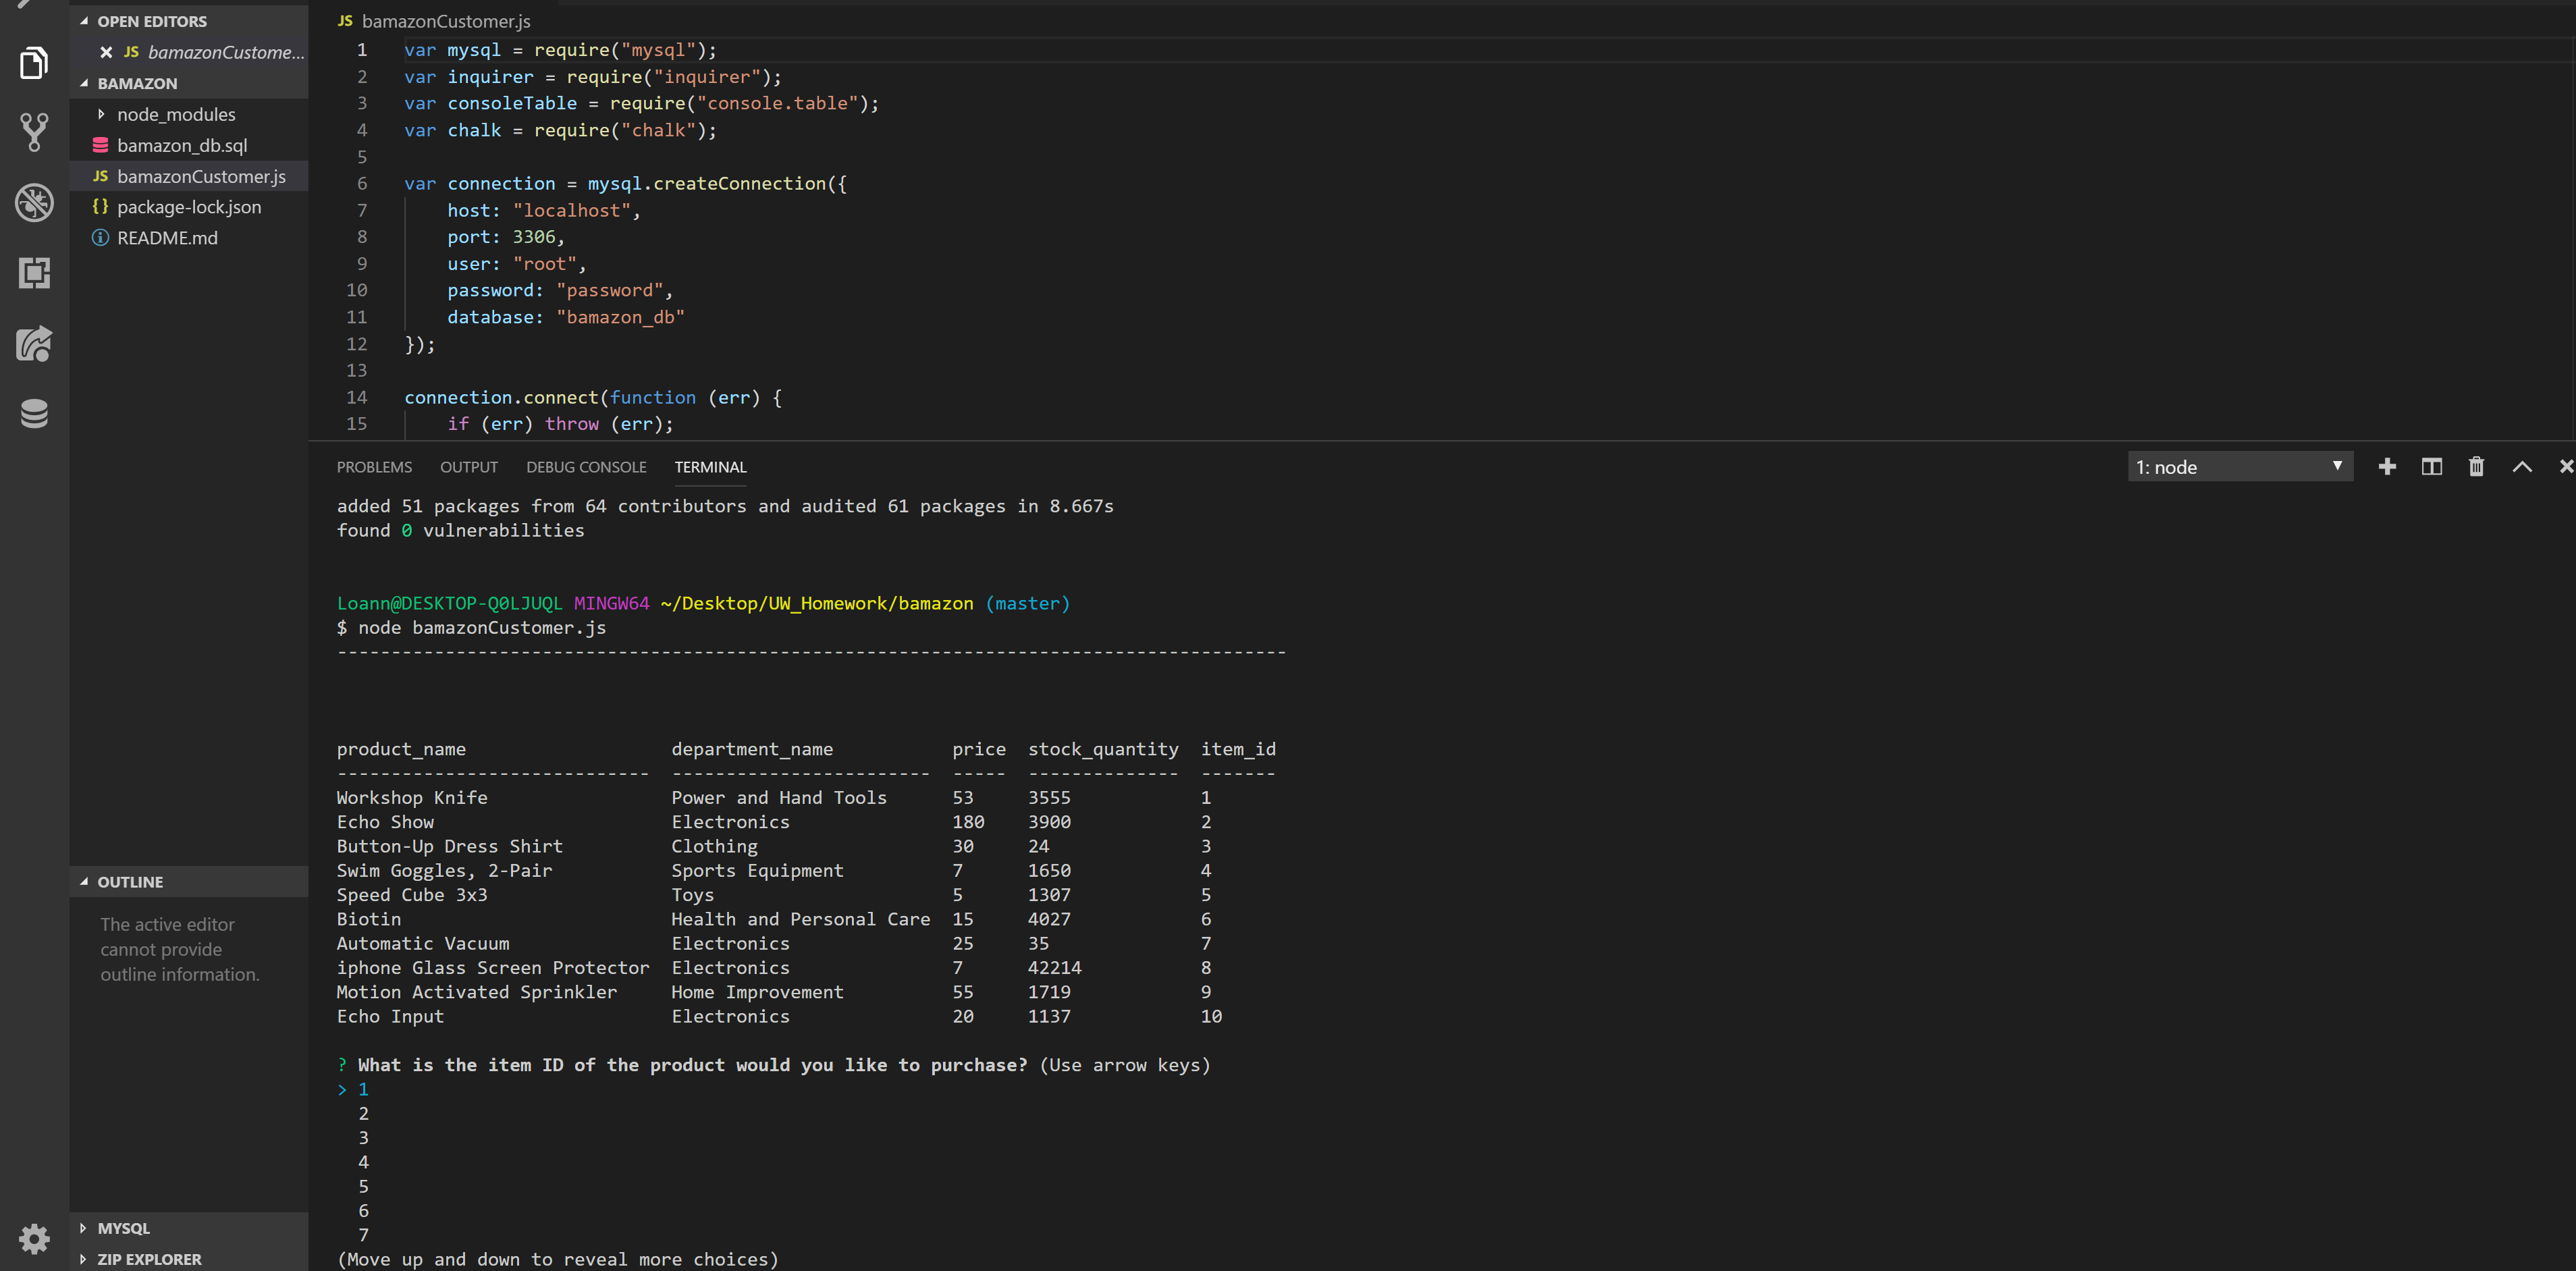 OPEN EDITORS
JS bamazonCustome...
BAMAZON
node_modules
bamazon_db.sql
JS bamazonCustomer.js
{} package-lock.json
README.md
OUTLINE
The active editor
cannot provide
outline information.
MYSQL
ZIP EXPLORER
JS bamazonCustomer.js
1 var mysql = require("mysql");
2 var inquirer = require("inquirer");
3 var consoleTable = require("console.table");
4 var chalk = require("chalk");
5
6 var connection = mysql.createConnection({
7 host: "localhost",
8 port: 3306,
9 user: "root",
10 password: "password",
11 database: "bamazon_db"
12 });
13
14 connection.connect(function (err) {
15 if (err) throw (err);
PROBLEMS OUTPUT DEBUG CONSOLE TERMINAL 1: node
added 51 packages from 64 contributors and audited 61 packages in 8.667s
found 0 vulnerabilities
Loann@DESKTOP-Q0LJUQL MINGW64 ~/Desktop/UW_Homework/bamazon (master)
$ node bamazonCustomer.js
----------------------------------------------------------------------------------------
product_name department_name price stock_quantity item_id
----------------------------- ------------------------ ----- -------------- -------
Workshop Knife Power and Hand Tools 53 3555 1
Echo Show Electronics 180 3900 2
Button-Up Dress Shirt Clothing 30 24 3
Swim Goggles, 2-Pair Sports Equipment 7 1650 4
Speed Cube 3x3 Toys 5 1307 5
Biotin Health and Personal Care 15 4027 6
Automatic Vacuum Electronics 25 35 7
iphone Glass Screen Protector Electronics 7 42214 8
Motion Activated Sprinkler Home Improvement 55 1719 9
Echo Input Electronics 20 1137 10
? What is the item ID of the product would you like to purchase? (Use arrow keys)
> 1
2
3
4
5
6
7
(Move up and down to reveal more choices)